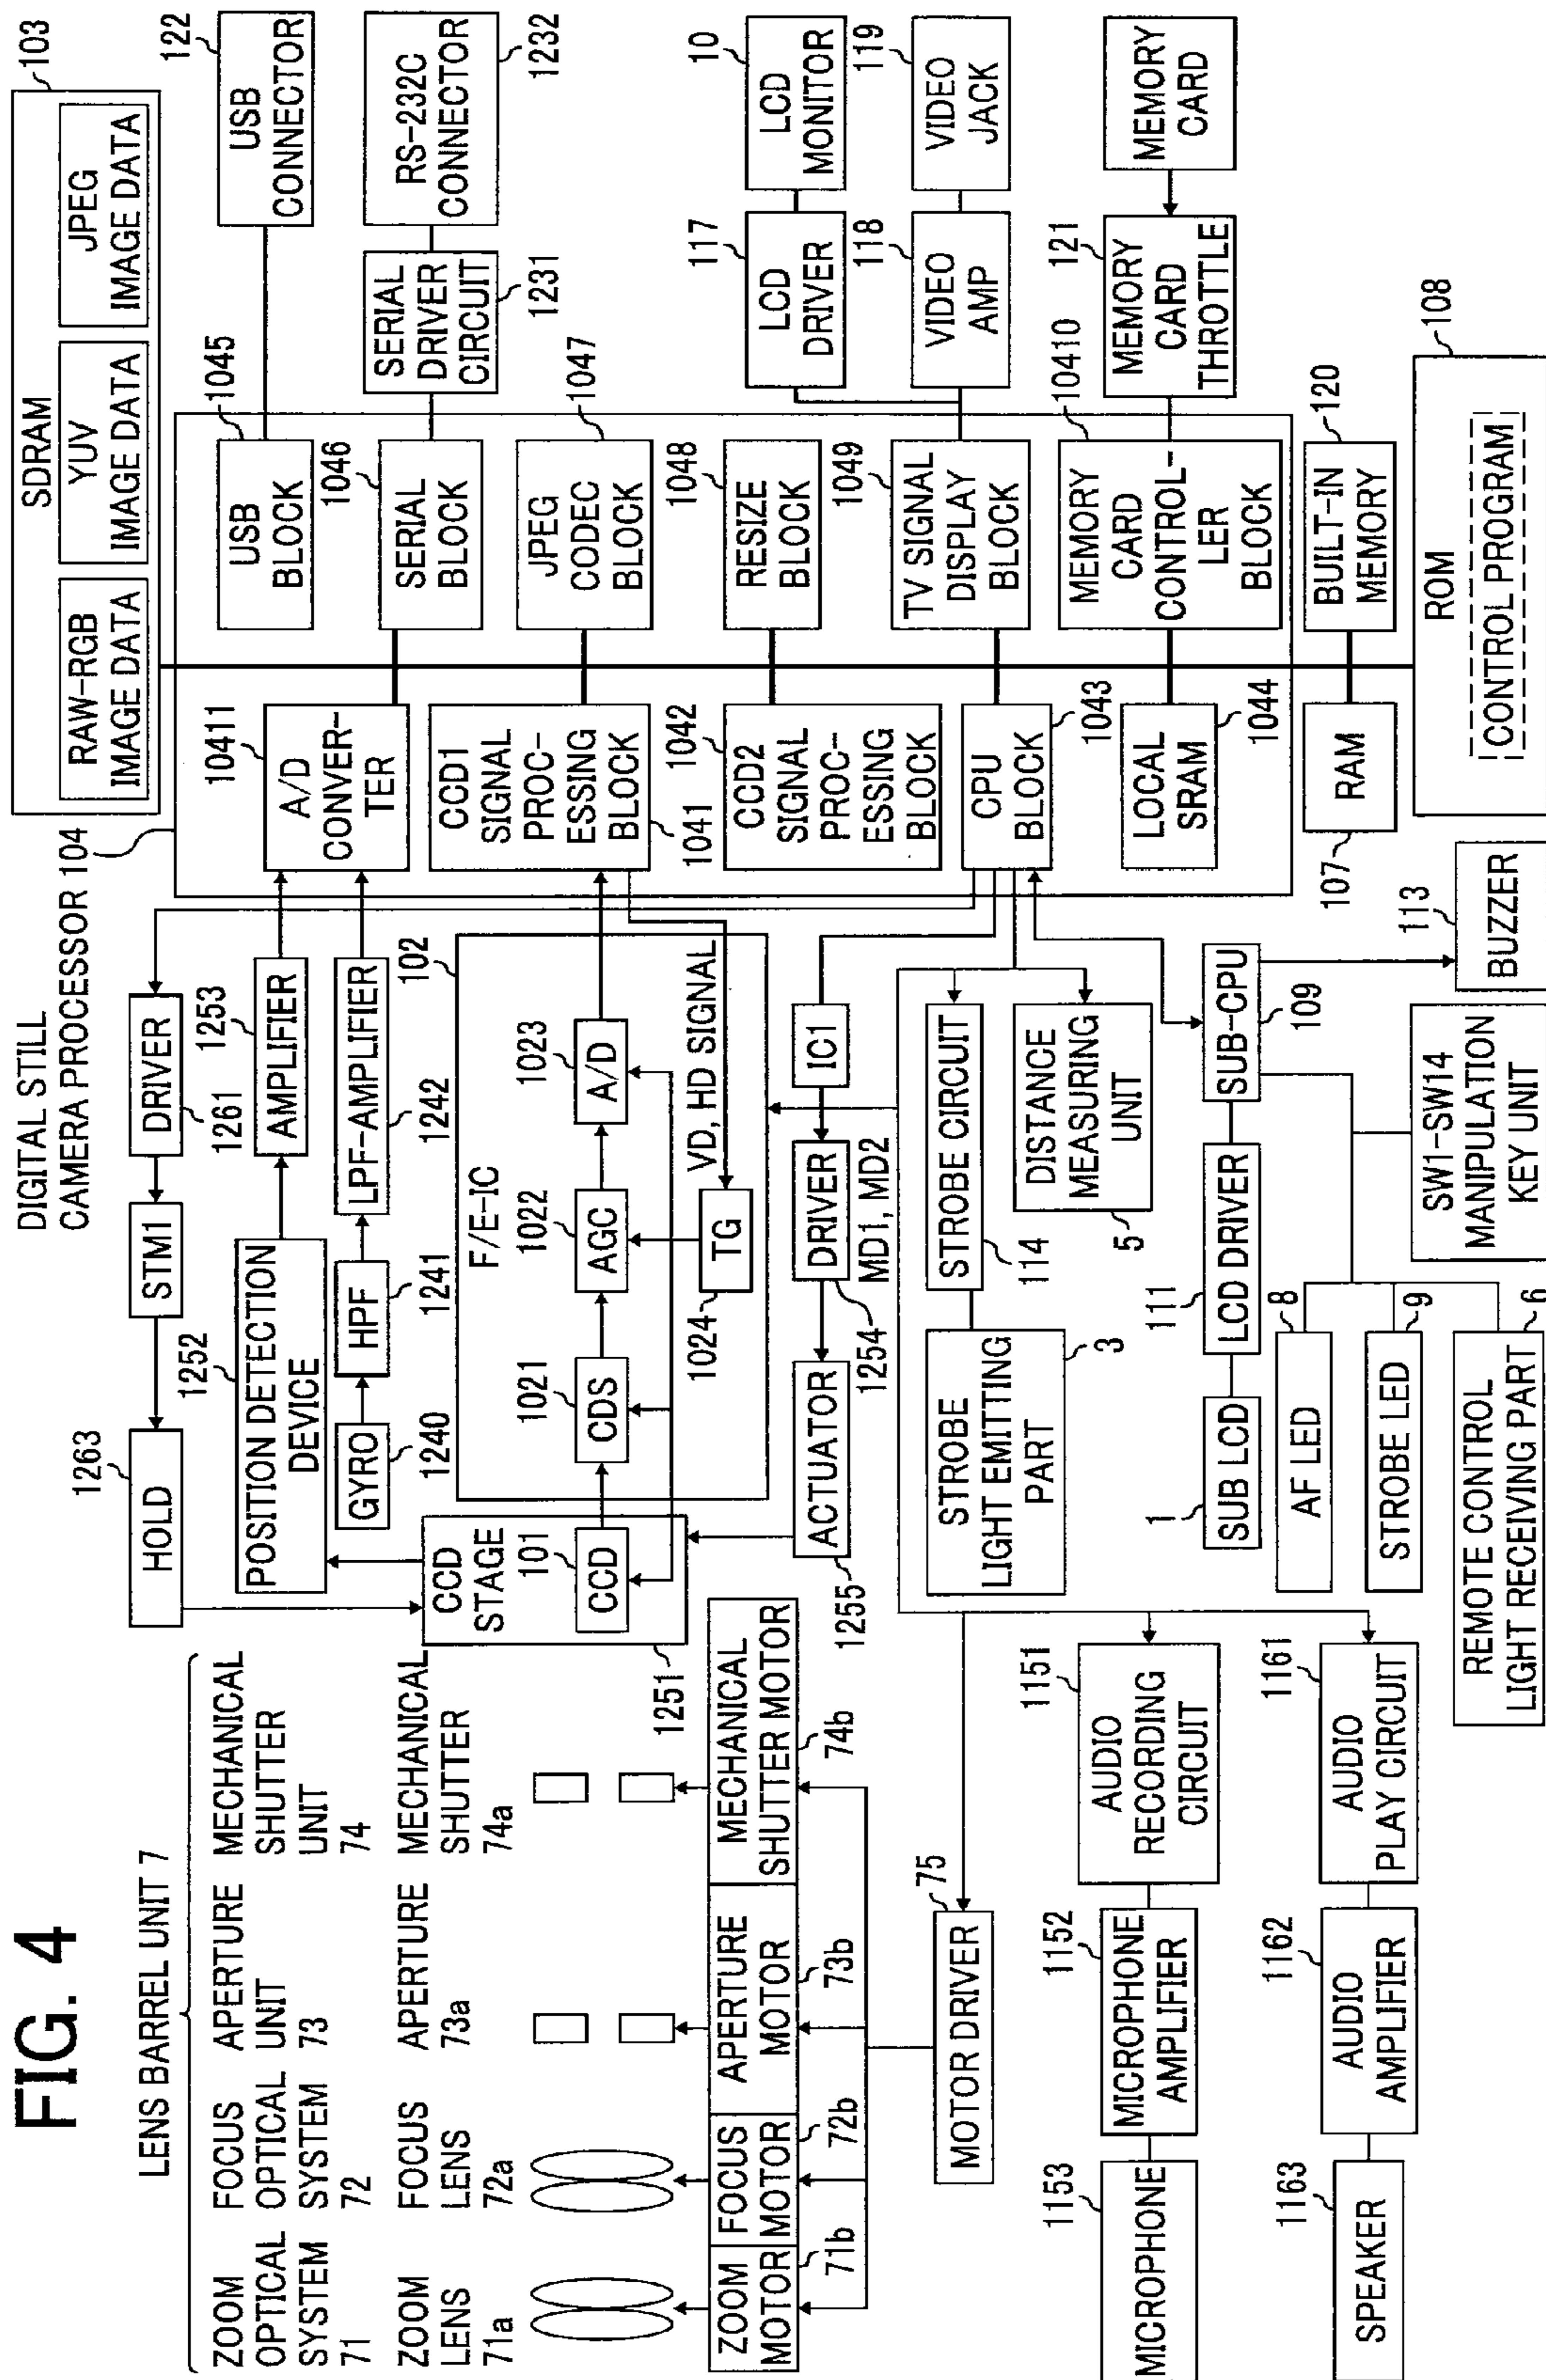 FIG. 4
LENS BARREL UNIT 7
ZOOM
OPTICAL
SYSTEM
71
FOCUS
OPTICAL
SYSTEM
72
APERTURE
UNIT
73
MECHANICAL
SHUTTER
UNIT
74
ZOOM
LENS
71a
FOCUS
LENS
72a
APERTURE
73a
MECHANICAL
SHUTTER
74a
ZOOM
MOTOR
71b
FOCUS
MOTOR
72b
APERTURE
MOTOR
73b
MECHANICAL
SHUTTER MOTOR
74b
MOTOR DRIVER
75
1153
MICROPHONE
1152
MICROPHONE
AMPLIFIER
1151
AUDIO
RECORDING
CIRCUIT
1163
SPEAKER
1162
AUDIO
AMPLIFIER
1161
AUDIO
PLAY CIRCUIT
DIGITAL STILL
CAMERA PROCESSOR 104
1263
HOLD
STM1
DRIVER
1261
1252
POSITION DETECTION
DEVICE
1253
AMPLIFIER
GYRO
1240
HPF
1241
LPF-AMPLIFIER
1242
CCD
STAGE
101
CCD
1251
F/E-IC
102
1021
CDS
1022
AGC
1023
A/D
TG
1024
VD, HD SIGNAL
ACTUATOR
1255
DRIVER
MD1, MD2
1254
IC1
STROBE
LIGHT EMITTING
PART
3
STROBE CIRCUIT
114
DISTANCE
MEASURING
UNIT
5
1
SUB LCD
111
LCD DRIVER
SUB-CPU
109
AF LED
8
STROBE LED
9
REMOTE CONTROL
LIGHT RECEIVING PART
6
SW1-SW14
MANIPULATION
KEY UNIT
113
BUZZER
SDRAM
103
RAW-RGB
IMAGE DATA
YUV
IMAGE DATA
JPEG
IMAGE DATA
10411
A/D
CONVER-
TER
CCD1
SIGNAL
PROC-
ESSING
BLOCK
1041
1042
CCD2
SIGNAL
PROC-
ESSING
BLOCK
CPU
BLOCK
1043
LOCAL
SRAM
1044
USB
BLOCK
1045
1046
SERIAL
BLOCK
JPEG
CODEC
BLOCK
1047
RESIZE
BLOCK
1048
TV SIGNAL
DISPLAY
BLOCK
1049
MEMORY
CARD
CONTROL-
LER
BLOCK
10410
122
USB
CONNECTOR
SERIAL
DRIVER
CIRCUIT
1231
RS-232C
CONNECTOR
1232
117
LCD
DRIVER
10
LCD
MONITOR
118
VIDEO
AMP
119
VIDEO
JACK
121
MEMORY
CARD
THROTTLE
MEMORY
CARD
RAM
107
BUILT-IN
MEMORY
120
ROM
108
CONTROL PROGRAM